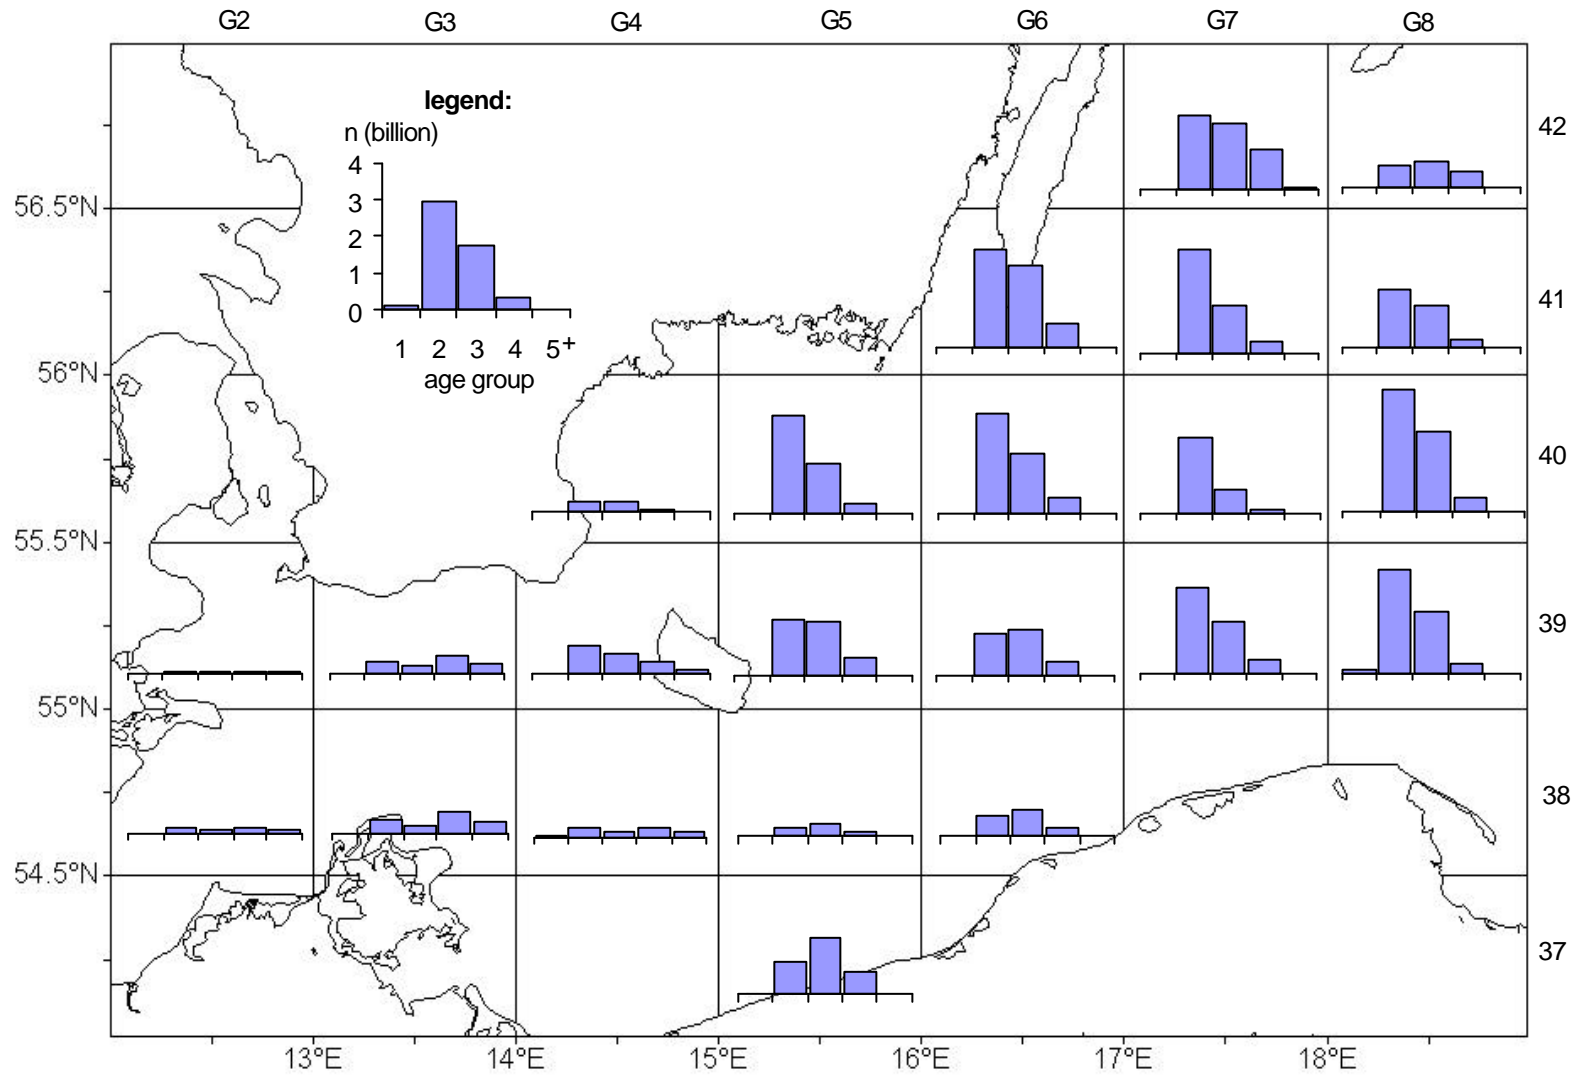 G2 G3 G4 G5 G6 G7 G8
legend:
n (billion)
4
3
2
1
0
1 2 3 4 5+
age group
42
41
40
39
38
37
56.5°N
56°N
55.5°N
55°N
54.5°N
13°E 14°E 15°E 16°E 17°E 18°E